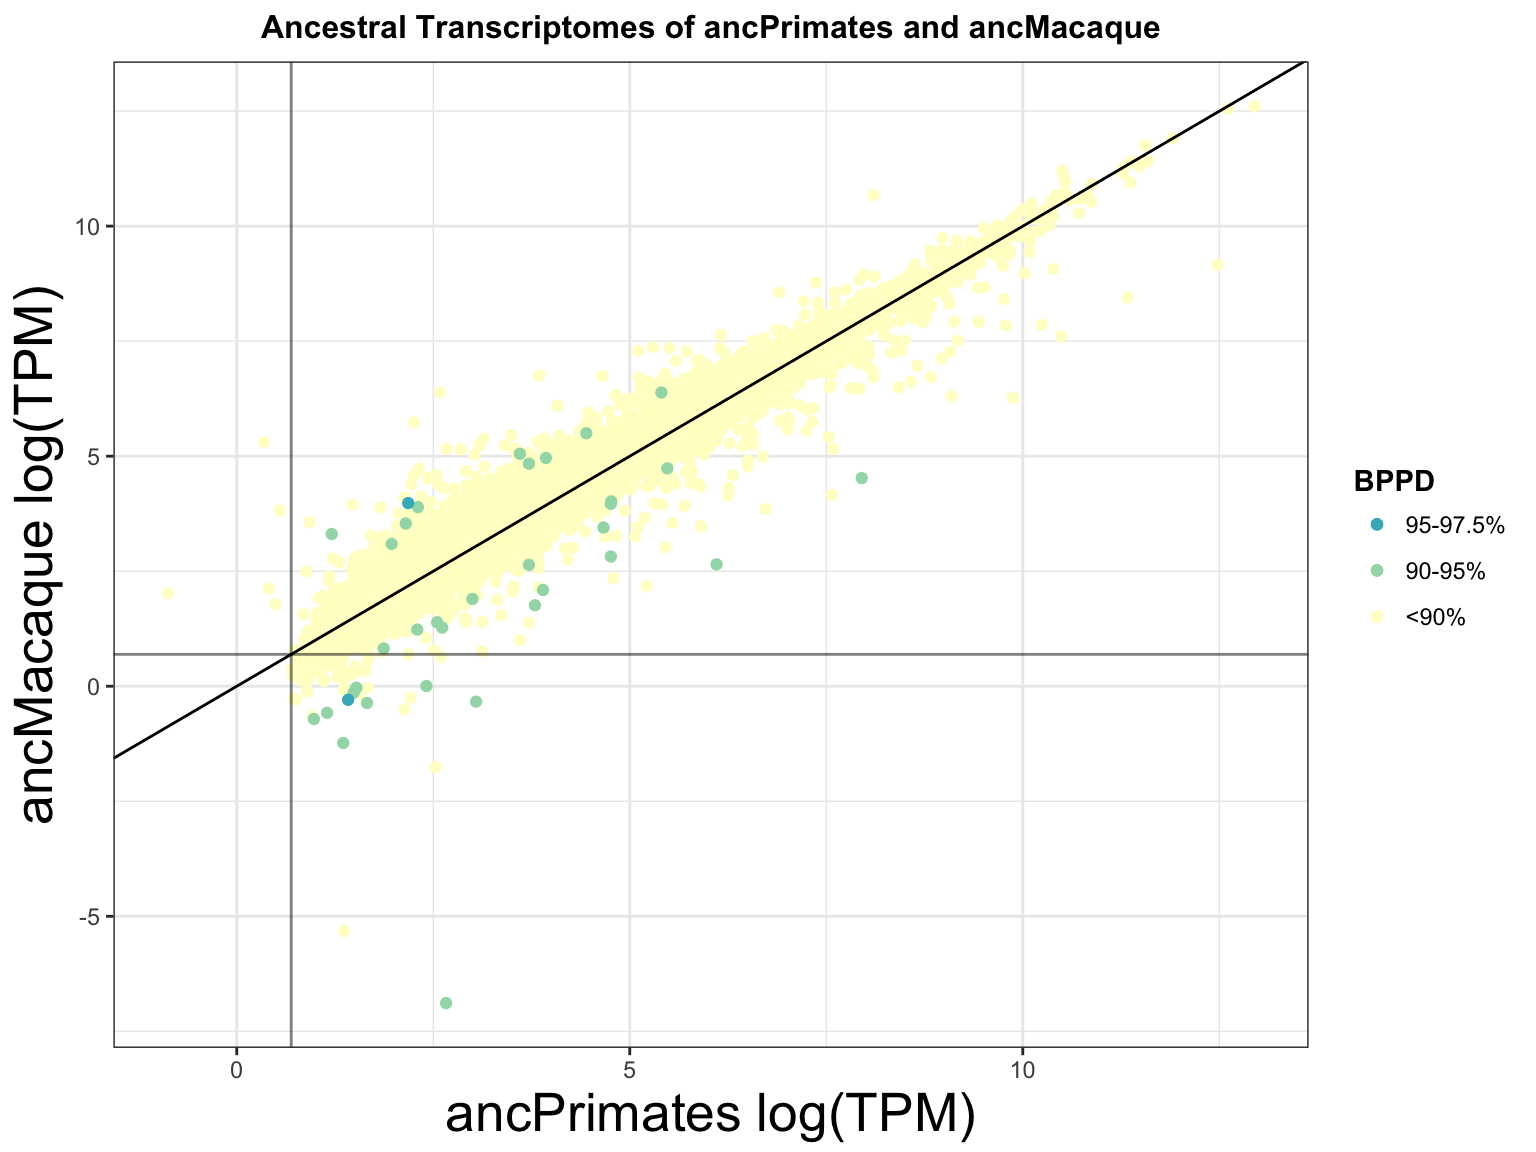 Ancestral Transcriptomes of ancPrimates and ancMacaque
ancMacaque log(TPM)
10
5
0
-5
0
5
10
ancPrimates log(TPM)
BPPD
95-97.5%
90-95%
<90%